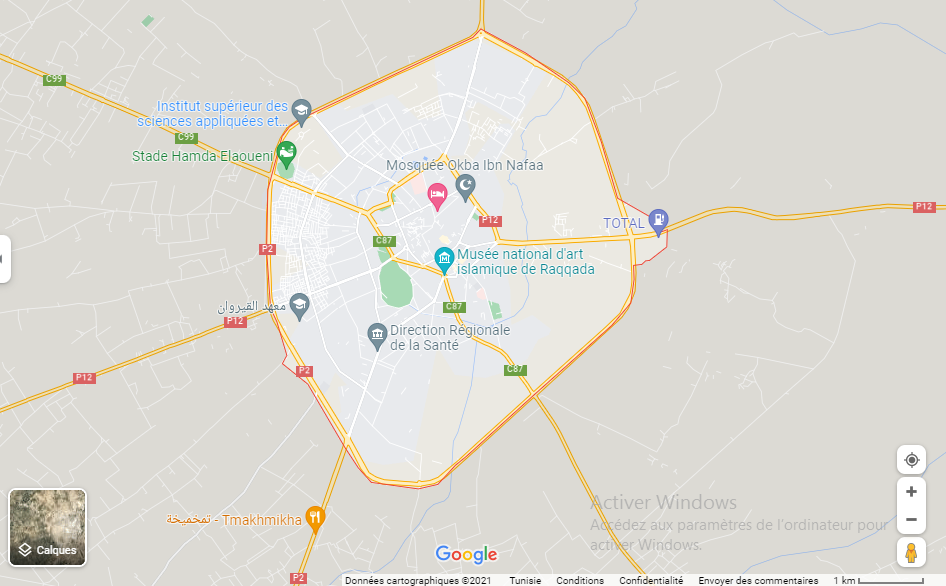 C99
Institut supérieur des
sciences appliquées et...
C99
Stade Hamda Elaoueni
Mosquée Okba Ibn Nafaa
P12
P12
TOTAL
C87
P2
Musée national d'art
islamique de Raqqada
معهد القيروان
P12
C87
Direction Régionale
de la Santé
P2
C87
P12
Activer Windows
Accédez aux paramètres de l'ordinateur pour
activer Windows.
تمخميخة - Tmakhmikha
Calques
Google
P2
Données cartographiques ©2021 Tunisie Conditions Confidentialité Envoyer des commentaires 1 km